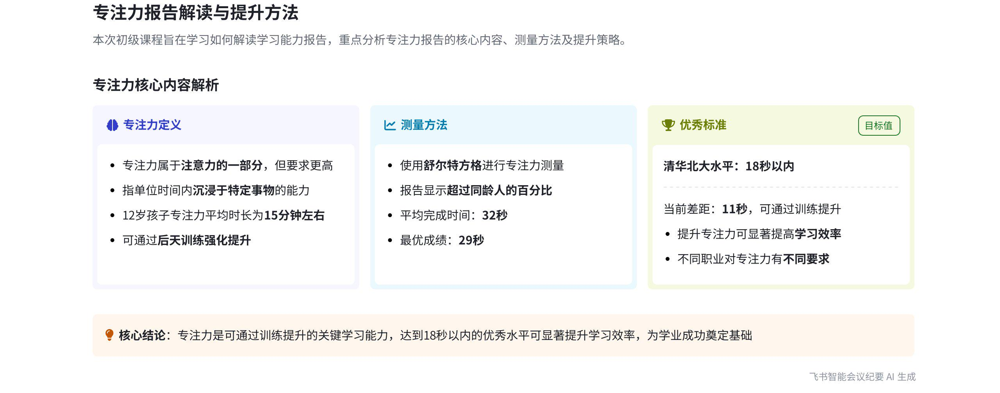 专注力报告解读与提升方法
本次初级课程旨在学习如何解读学习能力报告，重点分析专注力报告的核心内容、测量方法及提升策略。
专注力核心内容解析
专注力定义
• 专注力属于注意力的一部分，但要求更高
• 指单位时间内沉浸于特定事物的能力
• 12岁孩子专注力平均时长为15分钟左右
• 可通过后天训练强化提升
测量方法
• 使用舒尔特方格进行专注力测量
• 报告显示超过同龄人的百分比
• 平均完成时间：32秒
• 最优成绩：29秒
优秀标准
目标值
清华北大水平：18秒以内
当前差距：11秒，可通过训练提升
• 提升专注力可显著提高学习效率
• 不同职业对专注力有不同要求
核心结论：专注力是可通过训练提升的关键学习能力，达到18秒以内的优秀水平可显著提升学习效率，为学业成功奠定基础
飞书智能会议纪要 AI 生成